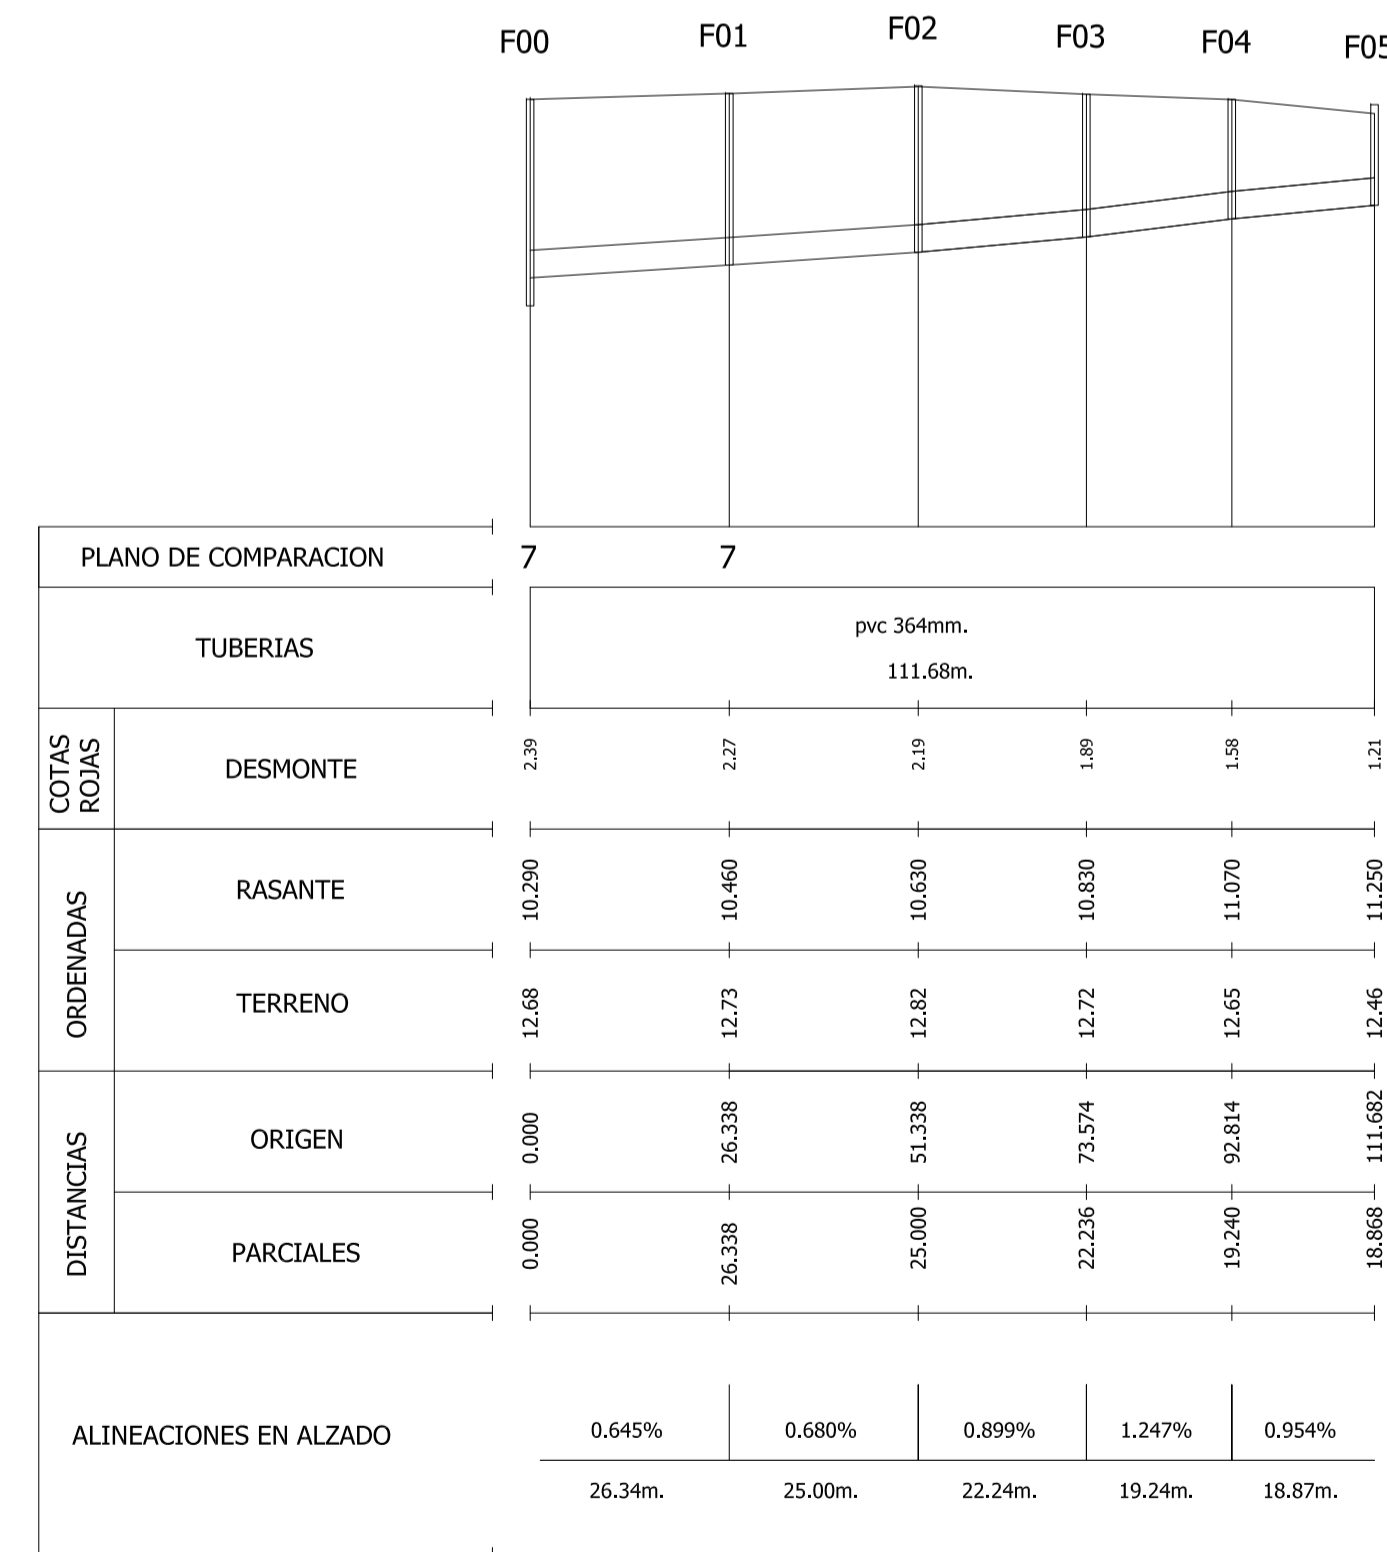 F00 F01 F02 F03 F04 F05
PLANO DE COMPARACION 7 7
TUBERIAS
pvc 364mm.
111.68m.
COTAS
ROJAS
DESMONTE 2.39 2.27 2.19 1.89 1.58 1.21
ORDENADAS
RASANTE 10.290 10.460 10.630 10.830 11.070 11.250
TERRENO 12.68 12.73 12.82 12.72 12.65 12.46
DISTANCIAS
ORIGEN 0.000 26.338 51.338 73.574 92.814 111.682
PARCIALES 0.000 26.338 25.000 22.236 19.240 18.868
ALINEACIONES EN ALZADO
0.645% 0.680% 0.899% 1.247% 0.954%
26.34m. 25.00m. 22.24m. 19.24m. 18.87m.